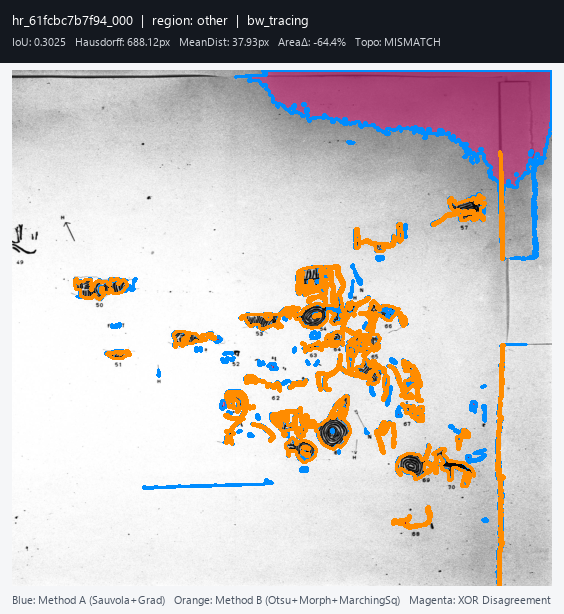 hr_61fcbc7b7f94_000 | region: other | bw_tracing
IoU: 0.3025 Hausdorff: 688.12px MeanDist: 37.93px AreaΔ: -64.4% Topo: MISMATCH
57
N
49
50
51
53
52
54
63
64
65
66
62
67
H
N
H
69
70
68
Blue: Method A (Sauvola+Grad) Orange: Method B (Otsu+Morph+MarchingSq) Magenta: XOR Disagreement